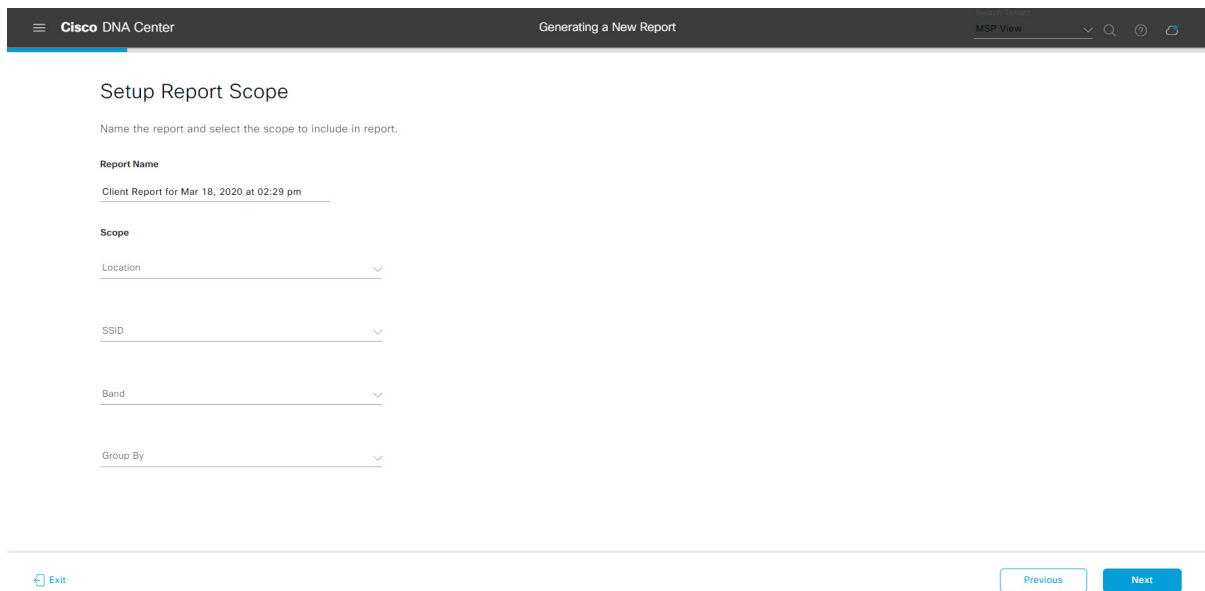 Cisco DNA Center
Generating a New Report
Switch Tenant
MSP View
Setup Report Scope
Name the report and select the scope to include in report.
Report Name
Client Report for Mar 18, 2020 at 02:29 pm
Scope
Location
SSID
Band
Group By
Exit
Previous
Next